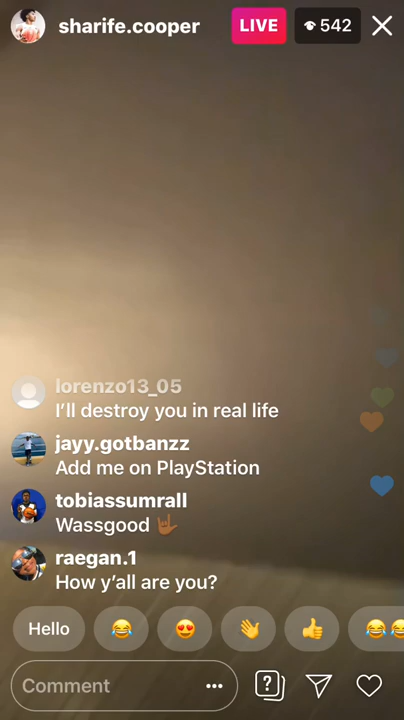 sharife.cooper LIVE 542
lorenzo13_05
I'll destroy you in real life
jayy.gotbanzz
Add me on PlayStation
tobiassumrall
Wassgood 🤟🏾
raegan.1
How y'all are you?
Hello 😂 😍 👋 👍 😂😂
Comment